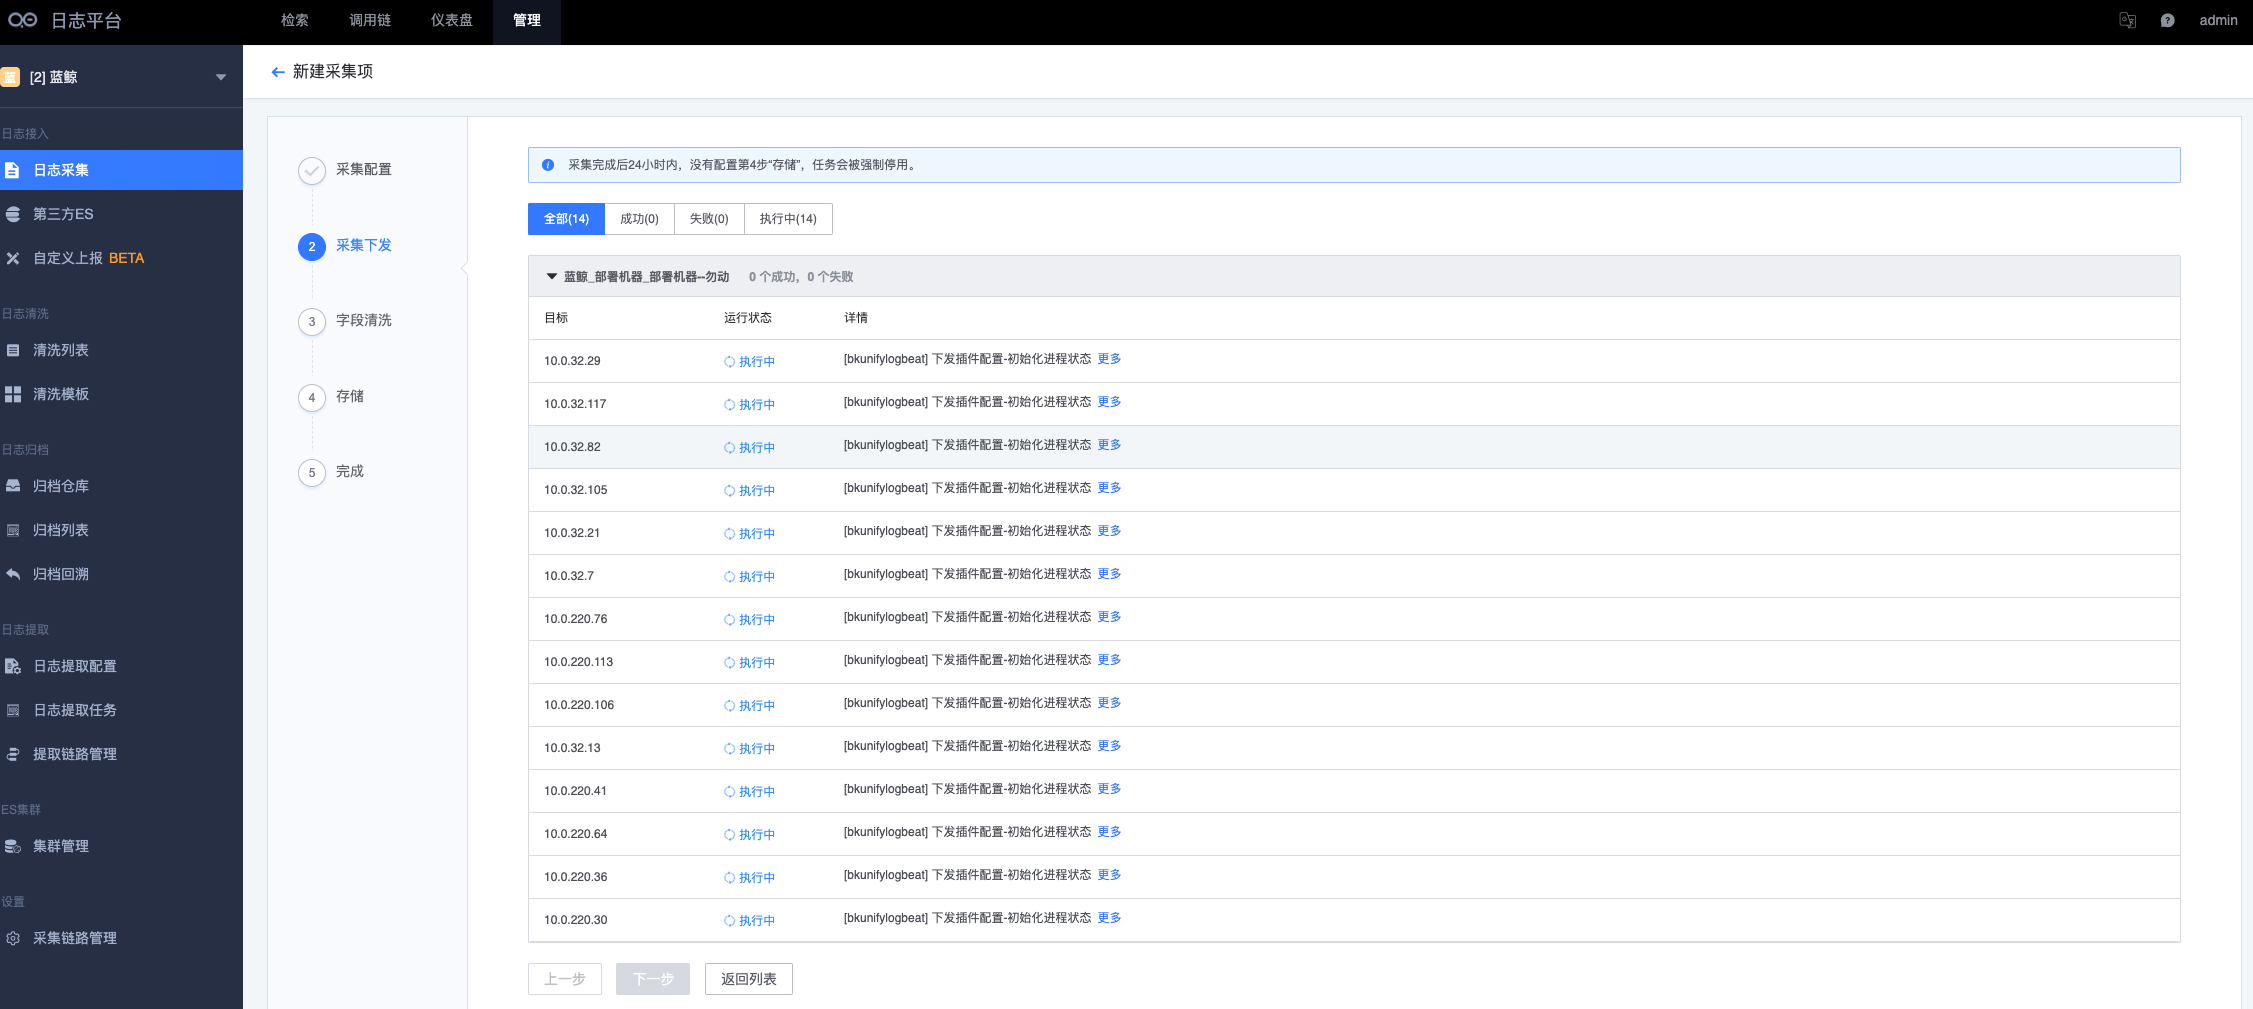 日志平台
检索 调用链 仪表盘 管理
admin
蓝 [2] 蓝鲸
新建采集项
日志接入
日志采集
第三方ES
自定义上报 BETA
日志清洗
清洗列表
清洗模板
日志归档
归档仓库
归档列表
归档回溯
日志提取
日志提取配置
日志提取任务
提取链路管理
ES集群
集群管理
设置
采集链路管理
采集配置
2 采集下发
3 字段清洗
4 存储
5 完成
采集完成后24小时内，没有配置第4步“存储”，任务会被强制停用。
全部(14) 成功(0) 失败(0) 执行中(14)
蓝鲸_部署机器_部署机器--勿动 0 个成功，0 个失败
目标 运行状态 详情
10.0.32.29 执行中 [bkunifylogbeat] 下发插件配置-初始化进程状态 更多
10.0.32.117 执行中 [bkunifylogbeat] 下发插件配置-初始化进程状态 更多
10.0.32.82 执行中 [bkunifylogbeat] 下发插件配置-初始化进程状态 更多
10.0.32.105 执行中 [bkunifylogbeat] 下发插件配置-初始化进程状态 更多
10.0.32.21 执行中 [bkunifylogbeat] 下发插件配置-初始化进程状态 更多
10.0.32.7 执行中 [bkunifylogbeat] 下发插件配置-初始化进程状态 更多
10.0.220.76 执行中 [bkunifylogbeat] 下发插件配置-初始化进程状态 更多
10.0.220.113 执行中 [bkunifylogbeat] 下发插件配置-初始化进程状态 更多
10.0.220.106 执行中 [bkunifylogbeat] 下发插件配置-初始化进程状态 更多
10.0.32.13 执行中 [bkunifylogbeat] 下发插件配置-初始化进程状态 更多
10.0.220.41 执行中 [bkunifylogbeat] 下发插件配置-初始化进程状态 更多
10.0.220.64 执行中 [bkunifylogbeat] 下发插件配置-初始化进程状态 更多
10.0.220.36 执行中 [bkunifylogbeat] 下发插件配置-初始化进程状态 更多
10.0.220.30 执行中 [bkunifylogbeat] 下发插件配置-初始化进程状态 更多
上一步 下一步 返回列表